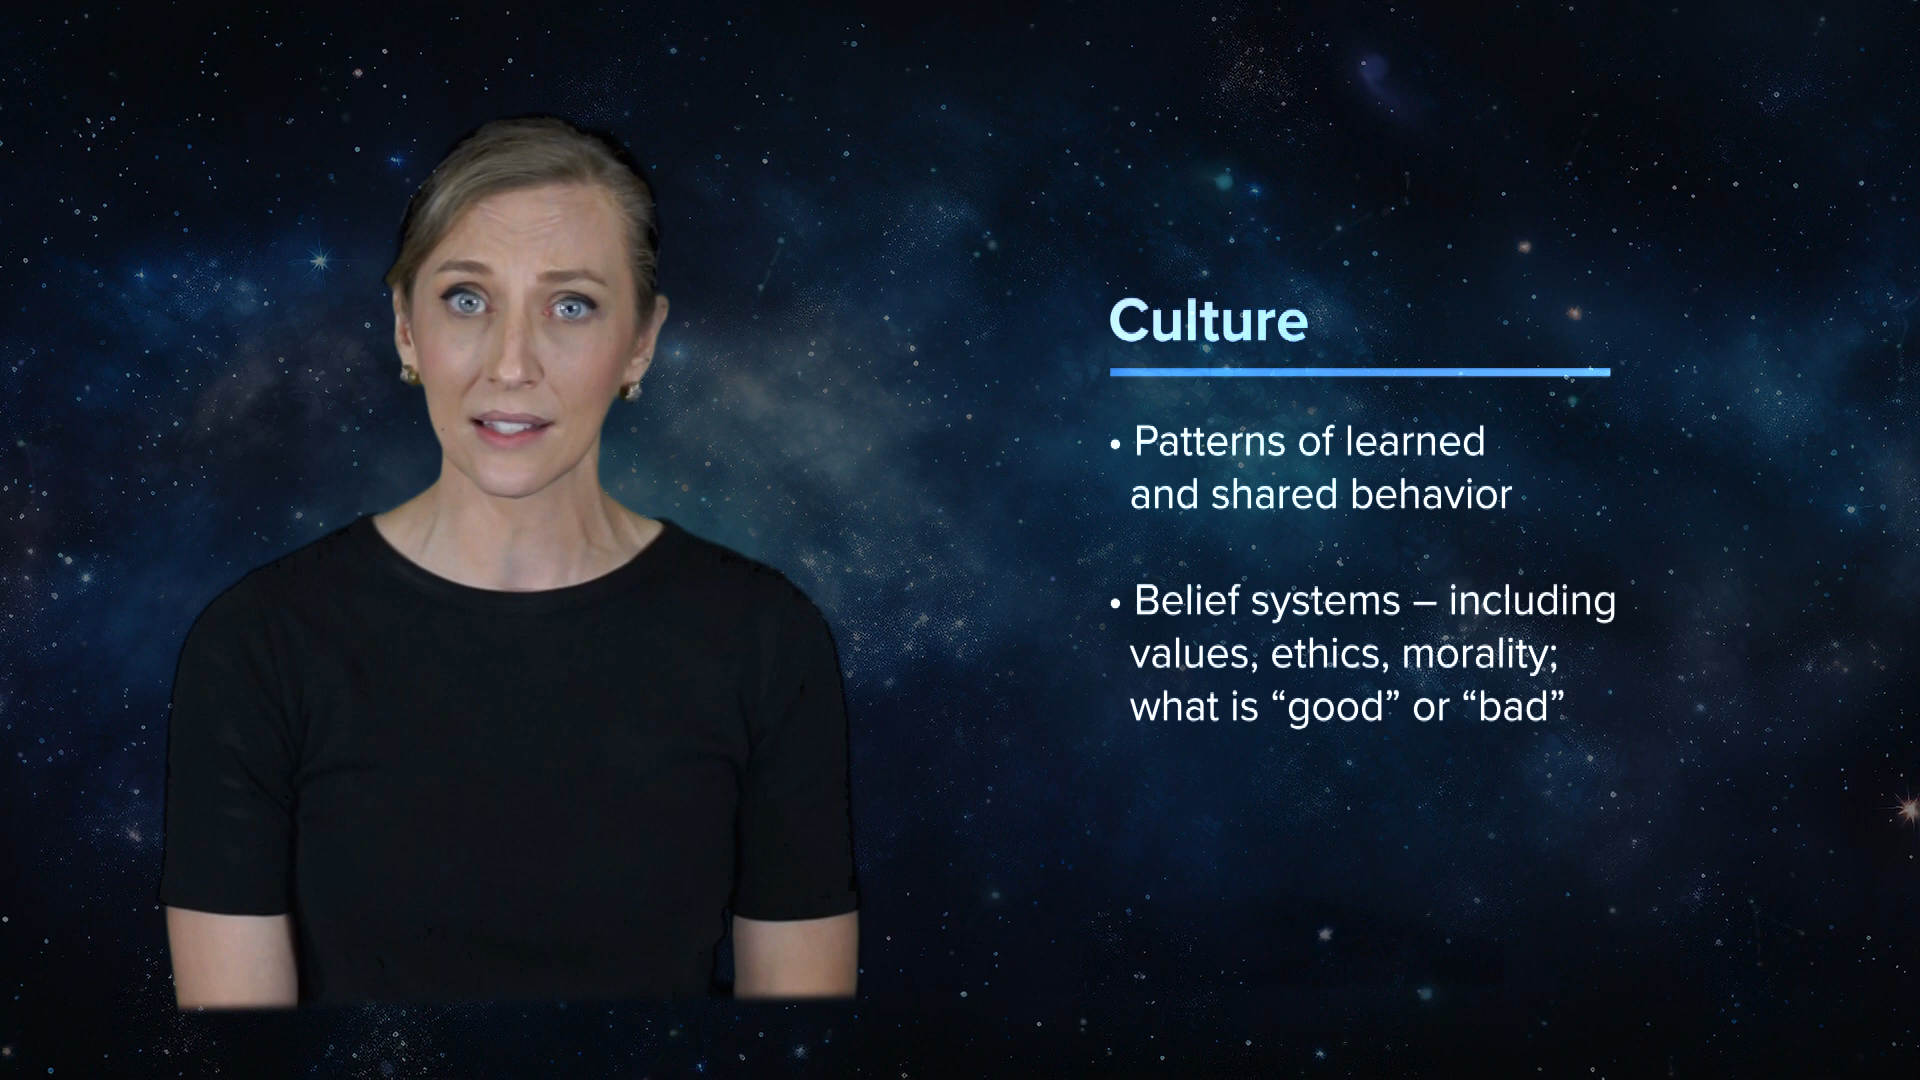 Culture
• Patterns of learned
and shared behavior
• Belief systems – including
values, ethics, morality;
what is “good” or “bad”